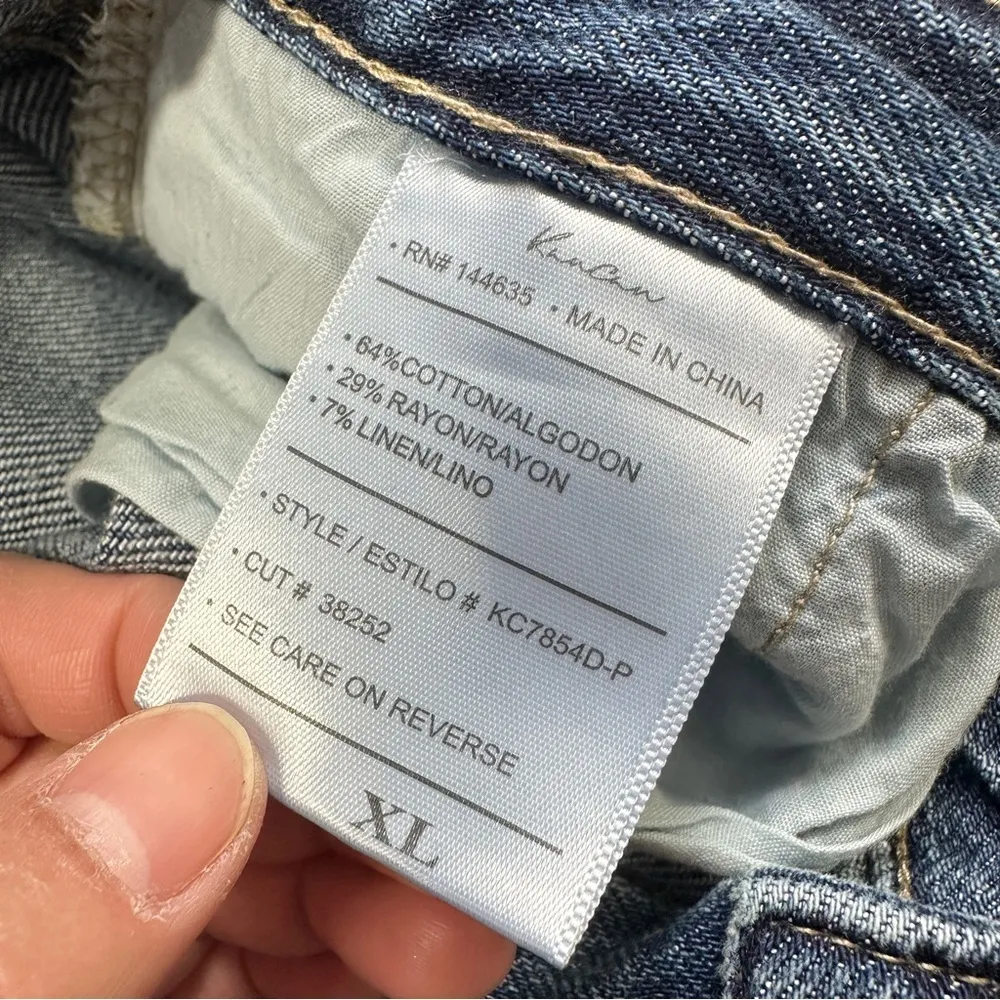 KanCan
• RN# 144635 • MADE IN CHINA
• 64%COTTON/ALGODON
• 29% RAYON/RAYON
• 7% LINEN/LINO
• STYLE / ESTILO # KC7854D-P
• CUT # 38252
• SEE CARE ON REVERSE
XL